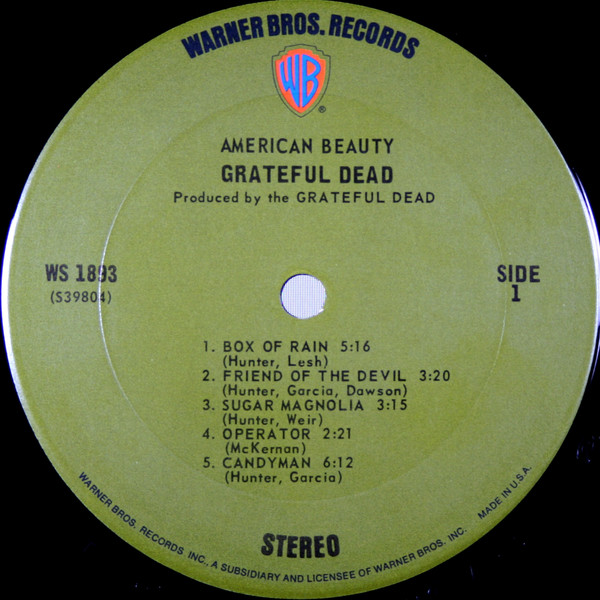 WARNER BROS. RECORDS
WB
®
AMERICAN BEAUTY
GRATEFUL DEAD
Produced by the GRATEFUL DEAD
WS 1893
(S39804)
SIDE
1
1. BOX OF RAIN 5:16
(Hunter, Lesh)
2. FRIEND OF THE DEVIL 3:20
(Hunter, Garcia, Dawson)
3. SUGAR MAGNOLIA 3:15
(Hunter, Weir)
4. OPERATOR 2:21
(McKernan)
5. CANDYMAN 6:12
(Hunter, Garcia)
STEREO
WARNER BROS. RECORDS INC., A SUBSIDIARY AND LICENSEE OF WARNER BROS. INC. MADE IN U.S.A.